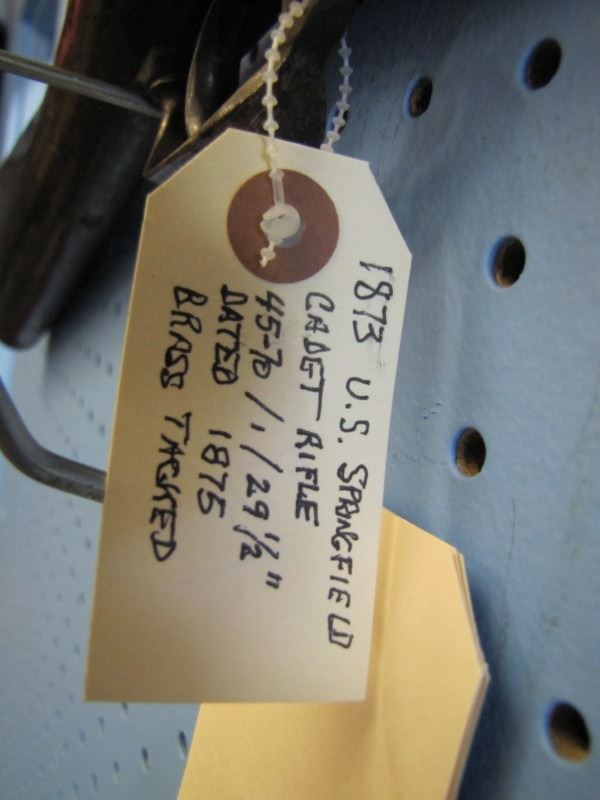 1873 U.S. SPRINGFIELD
CADET RIFLE
45-70 / 1 / 29 1/2"
DATED 1875
BRASS TACKED